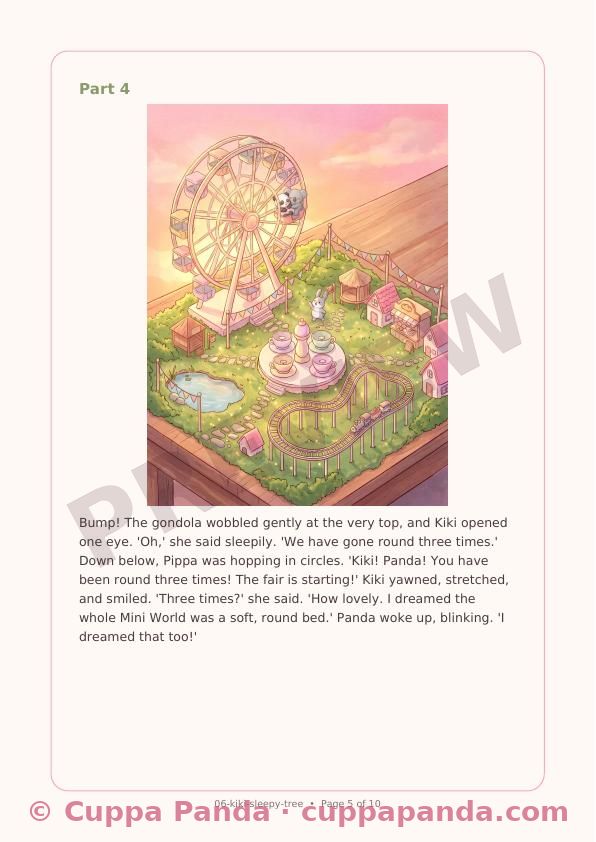 Part 4
PREVIEW
Bump! The gondola wobbled gently at the very top, and Kiki opened
one eye. 'Oh,' she said sleepily. 'We have gone round three times.'
Down below, Pippa was hopping in circles. 'Kiki! Panda! You have
been round three times! The fair is starting!' Kiki yawned, stretched,
and smiled. 'Three times?' she said. 'How lovely. I dreamed the
whole Mini World was a soft, round bed.' Panda woke up, blinking. 'I
dreamed that too!'
06-kiki-sleepy-tree • Page 5 of 10
© Cuppa Panda · cuppapanda.com